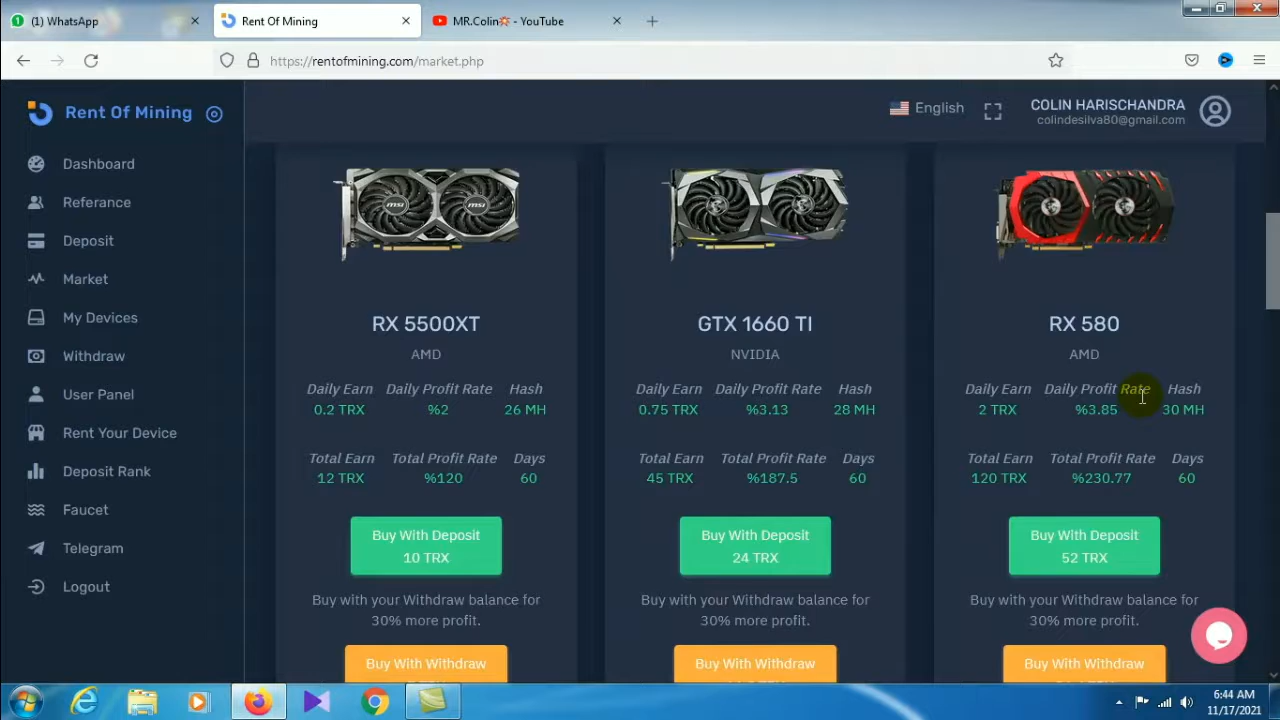 (1) WhatsApp
Rent Of Mining
MR.Colin💥 - YouTube
https://rentofmining.com/market.php
Rent Of Mining
English
COLIN HARISCHANDRA
colindesilva80@gmail.com
Dashboard
Referance
Deposit
Market
My Devices
Withdraw
User Panel
Rent Your Device
Deposit Rank
Faucet
Telegram
Logout
RX 5500XT
AMD
Daily Earn Daily Profit Rate Hash
0.2 TRX %2 26 MH
Total Earn Total Profit Rate Days
12 TRX %120 60
Buy With Deposit
10 TRX
Buy with your Withdraw balance for
30% more profit.
Buy With Withdraw
GTX 1660 TI
NVIDIA
Daily Earn Daily Profit Rate Hash
0.75 TRX %3.13 28 MH
Total Earn Total Profit Rate Days
45 TRX %187.5 60
Buy With Deposit
24 TRX
Buy with your Withdraw balance for
30% more profit.
Buy With Withdraw
RX 580
AMD
Daily Earn Daily Profit Rate Hash
2 TRX %3.85 30 MH
Total Earn Total Profit Rate Days
120 TRX %230.77 60
Buy With Deposit
52 TRX
Buy with your Withdraw balance for
30% more profit.
Buy With Withdraw
6:44 AM
11/17/2021